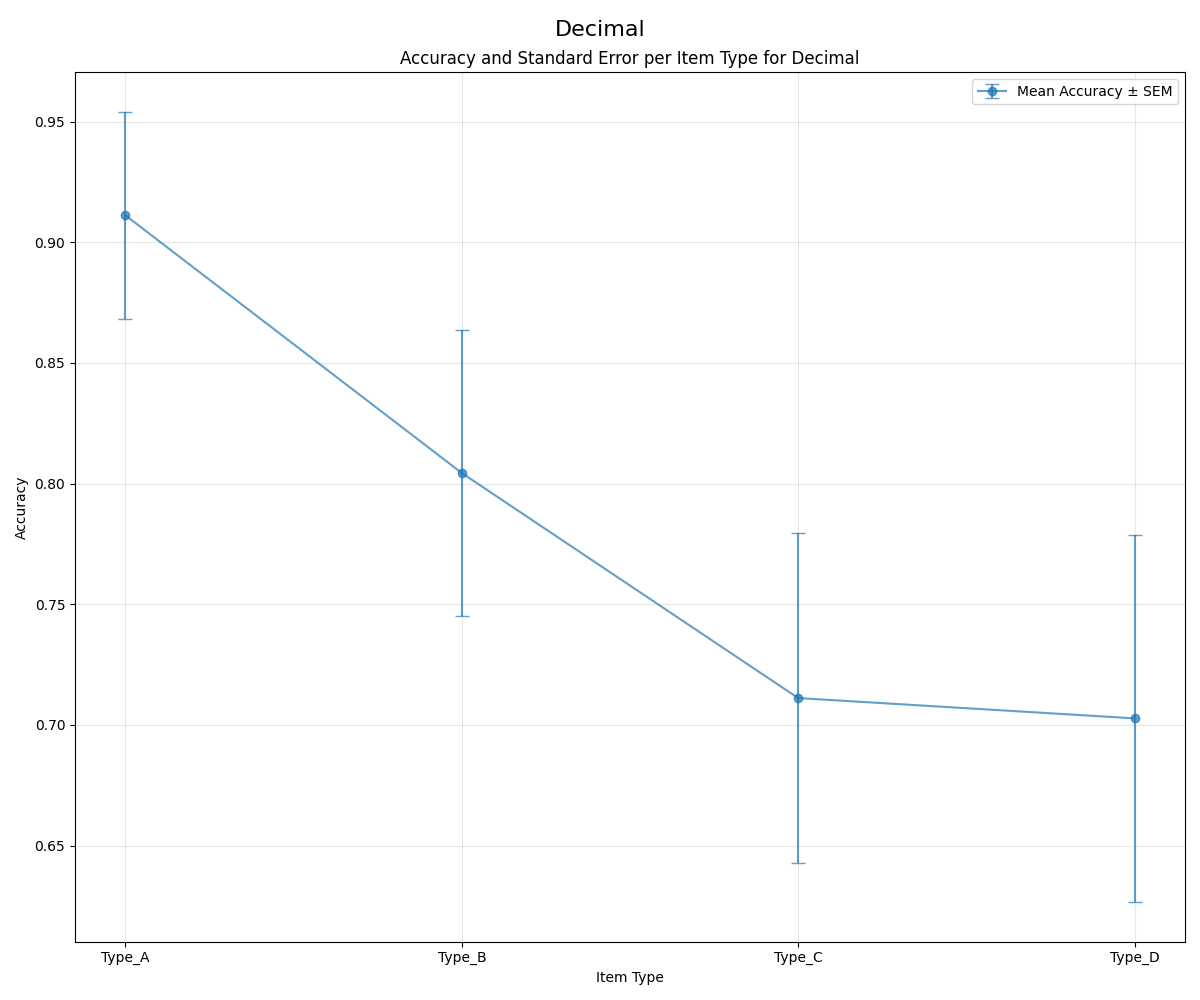 Decimal
Accuracy and Standard Error per Item Type for Decimal
Mean Accuracy ± SEM
0.95
0.90
0.85
0.80
0.75
0.70
0.65
Accuracy
Type_A
Type_B
Type_C
Type_D
Item Type